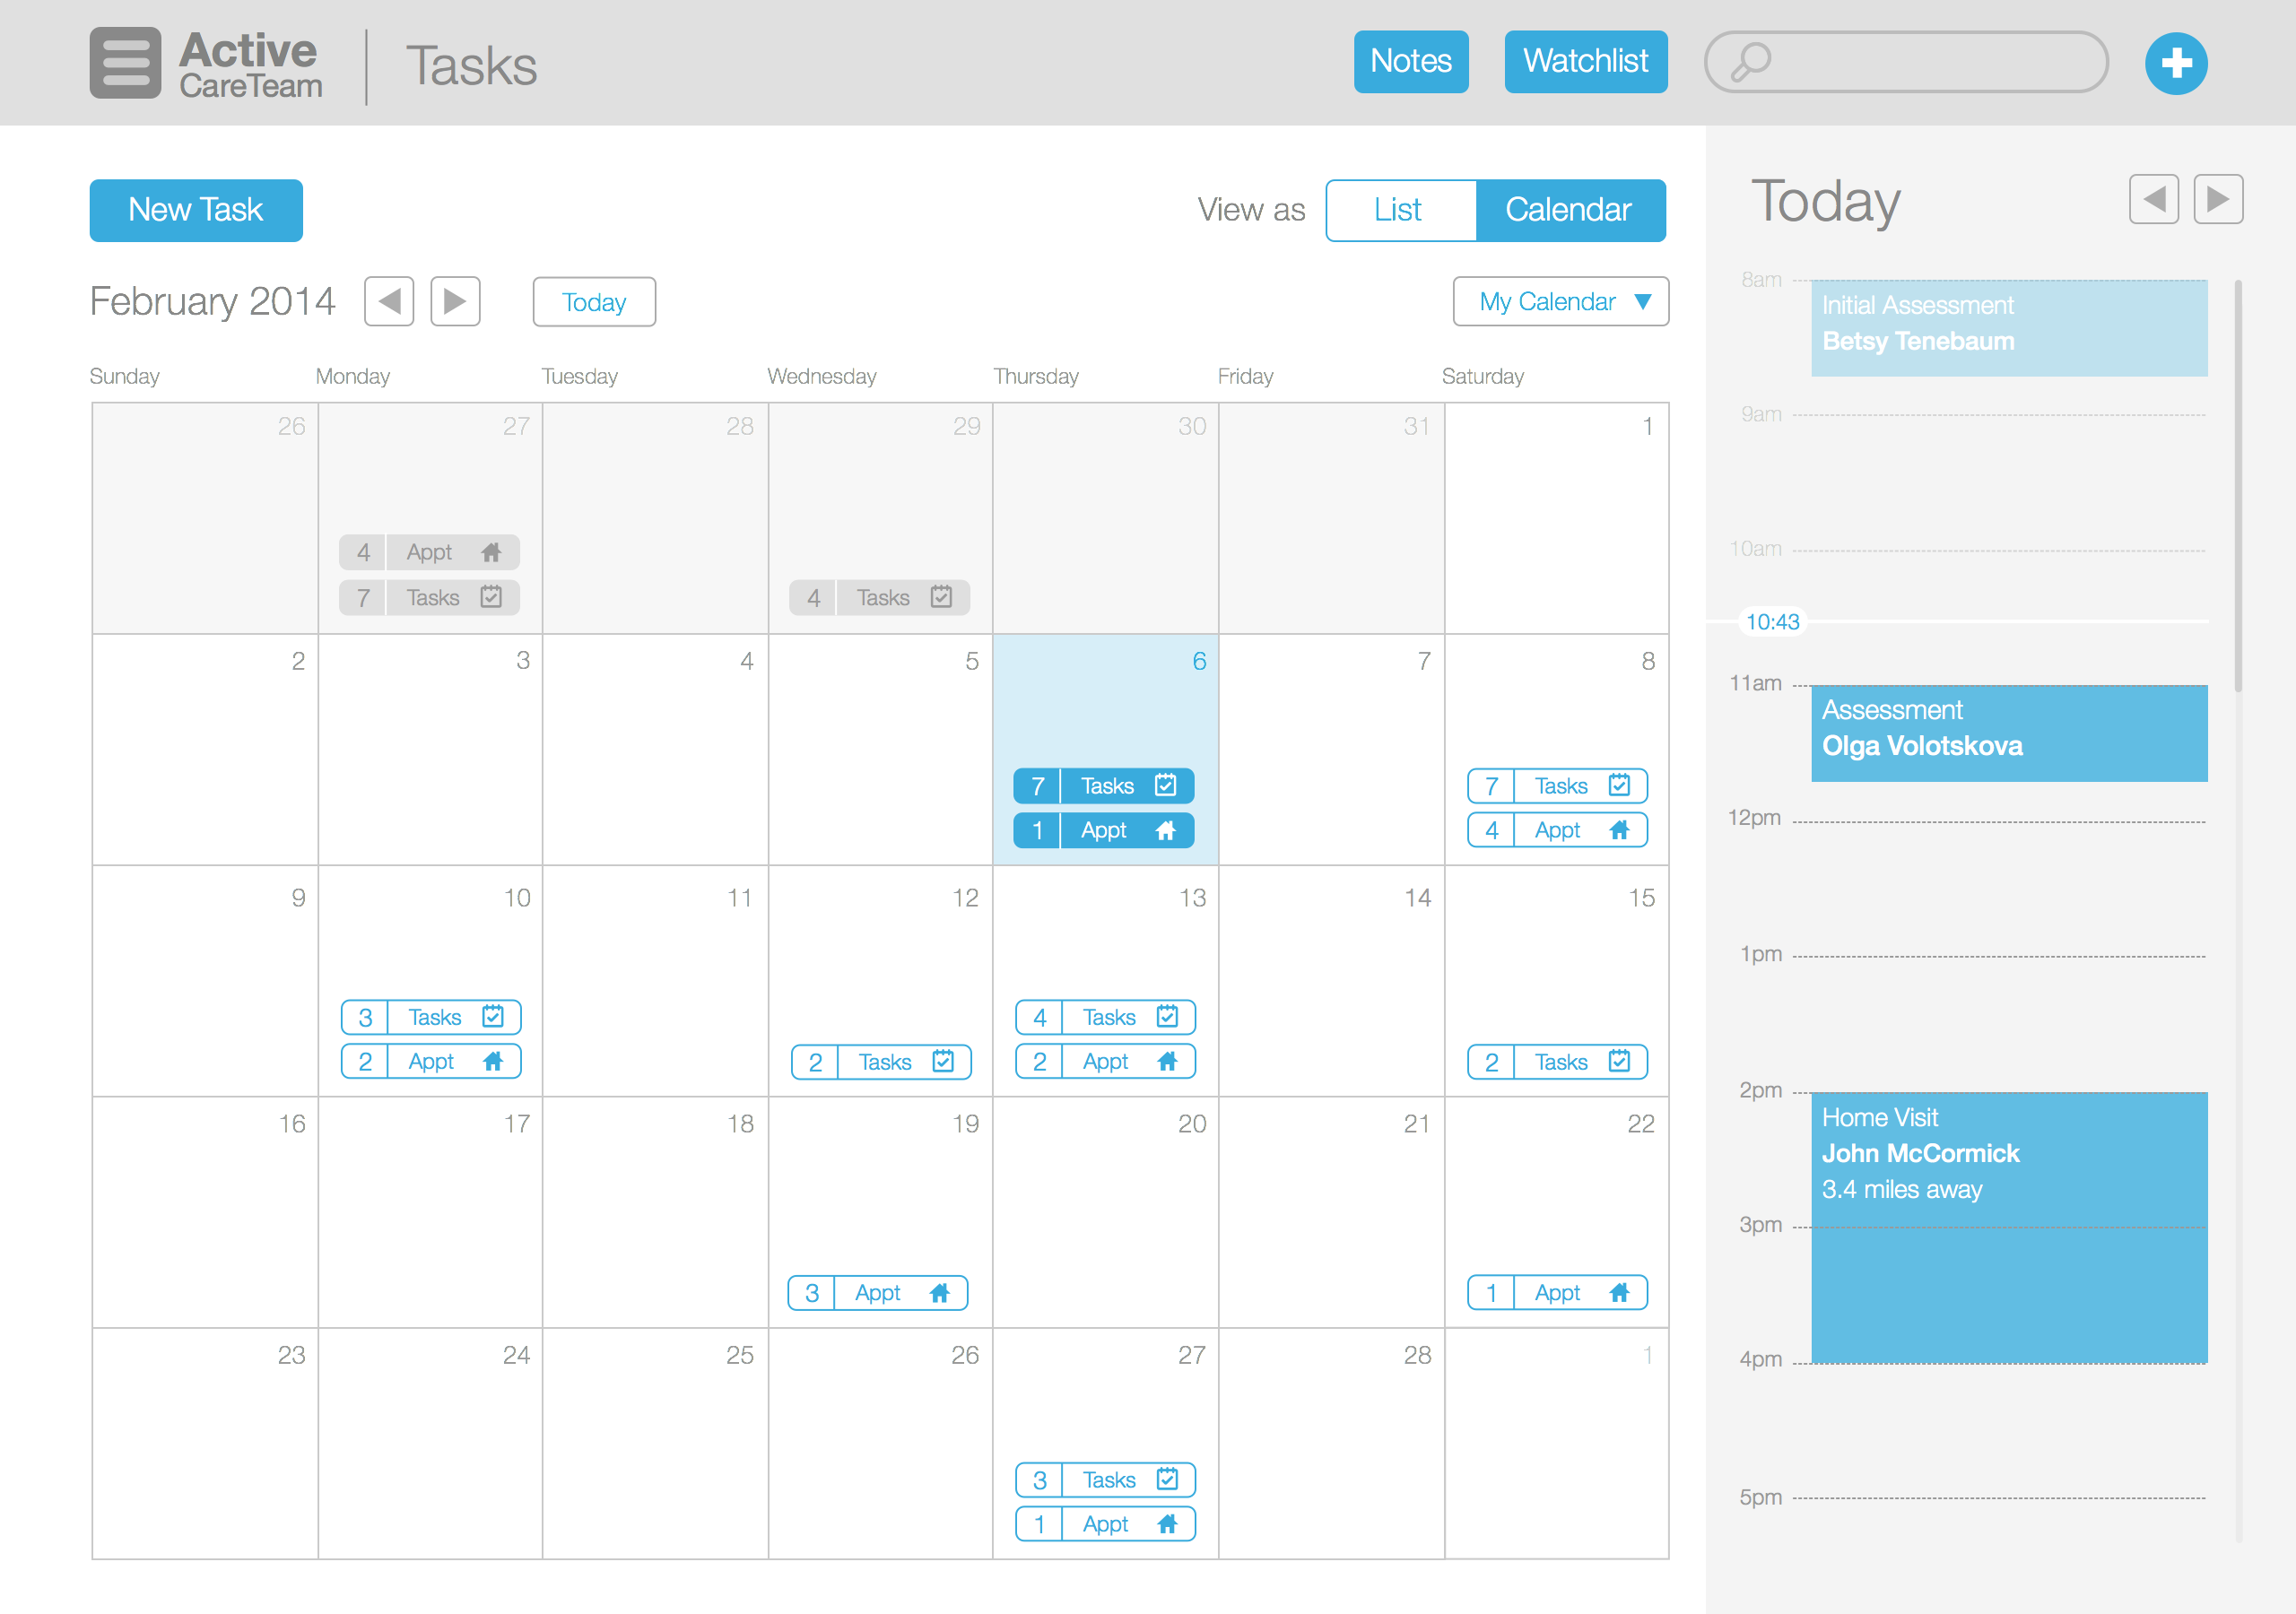 Active
CareTeam
Tasks
Notes
Watchlist
New Task
View as
List
Calendar
February 2014
Today
My Calendar
Sunday Monday Tuesday Wednesday Thursday Friday Saturday
26 27 28 29 30 31 1
4 Appt
7 Tasks
4 Tasks
2 3 4 5 6 7 8
7 Tasks
1 Appt
7 Tasks
4 Appt
9 10 11 12 13 14 15
3 Tasks
2 Appt
2 Tasks
4 Tasks
2 Appt
2 Tasks
16 17 18 19 20 21 22
3 Appt
1 Appt
23 24 25 26 27 28 1
3 Tasks
1 Appt
Today
8am
Initial Assessment
Betsy Tenebaum
9am
10am
10:43
11am
Assessment
Olga Volotskova
12pm
1pm
2pm
Home Visit
John McCormick
3.4 miles away
3pm
4pm
5pm